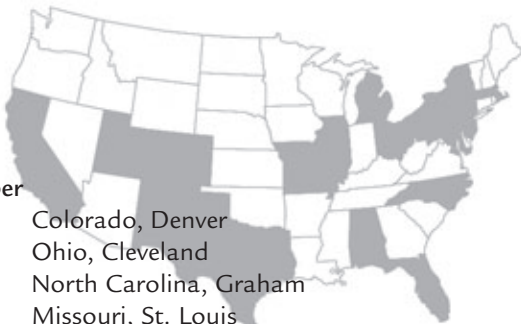 er
Colorado, Denver
Ohio, Cleveland
North Carolina, Graham
Missouri, St. Louis